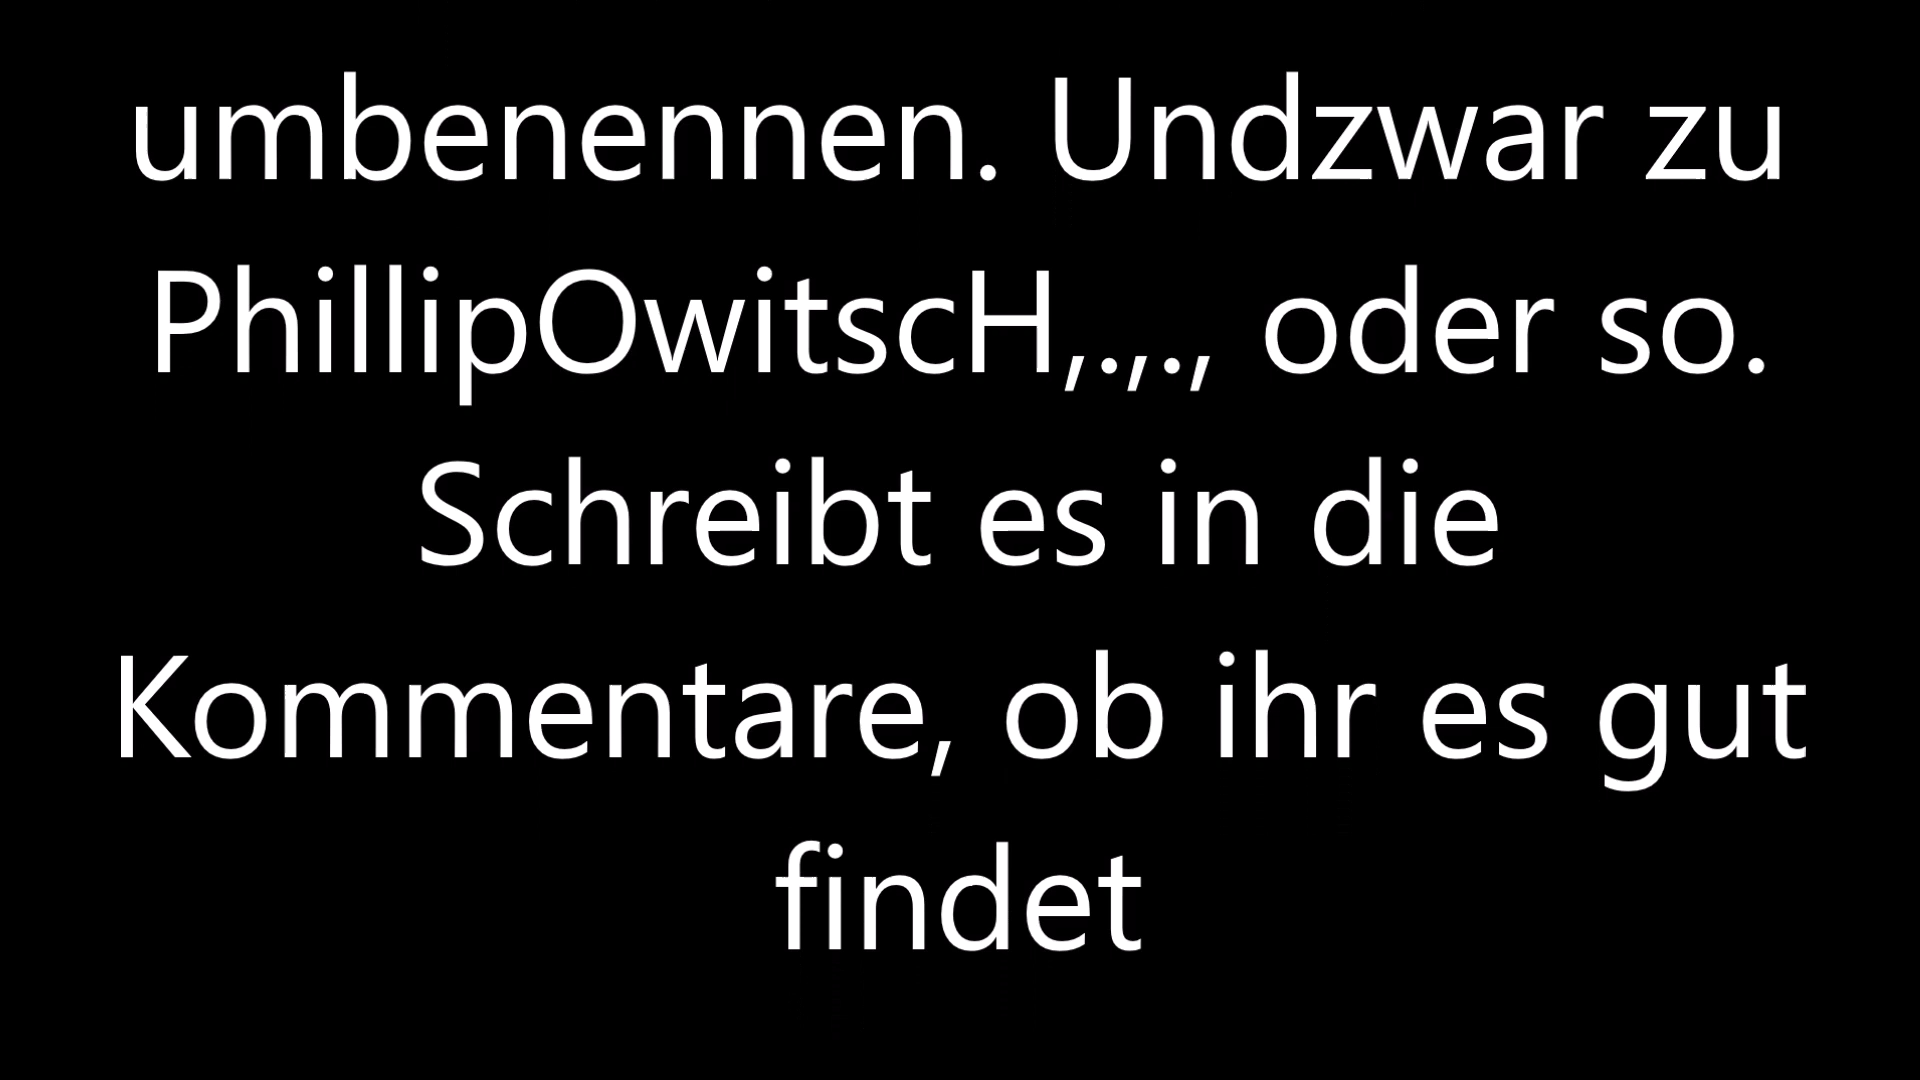 umbenennen. Undzwar zu
PhillipOwitscH,.,., oder so.
Schreibt es in die
Kommentare, ob ihr es gut
findet